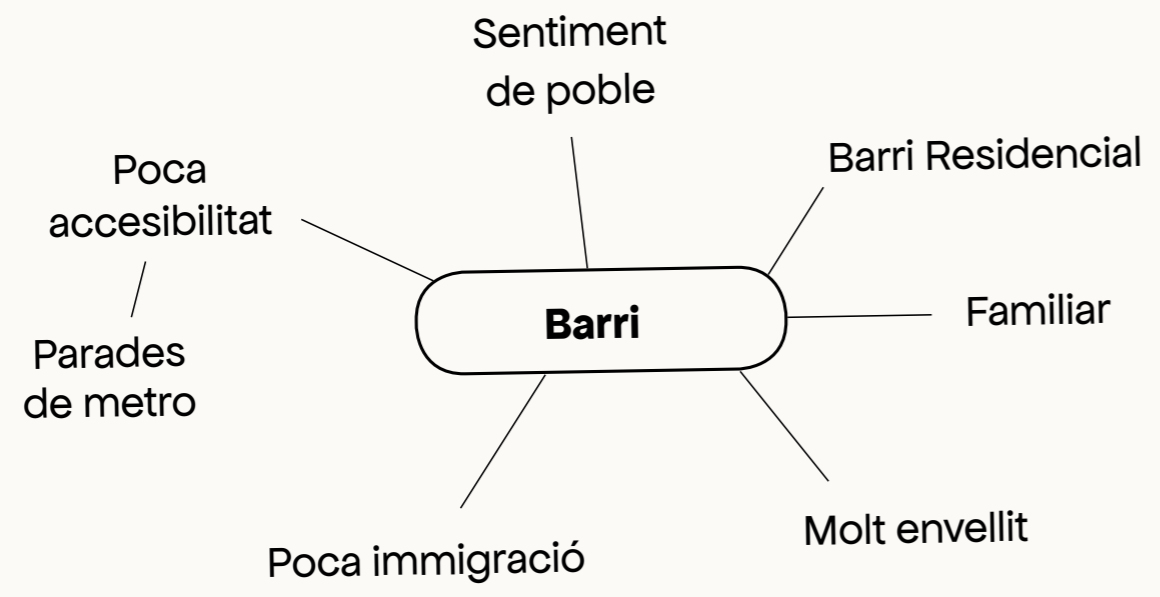 Sentiment
de poble
Barri Residencial
Poca
accesibilitat
Familiar
Barri
Parades
de metro
Molt envellit
Poca immigració